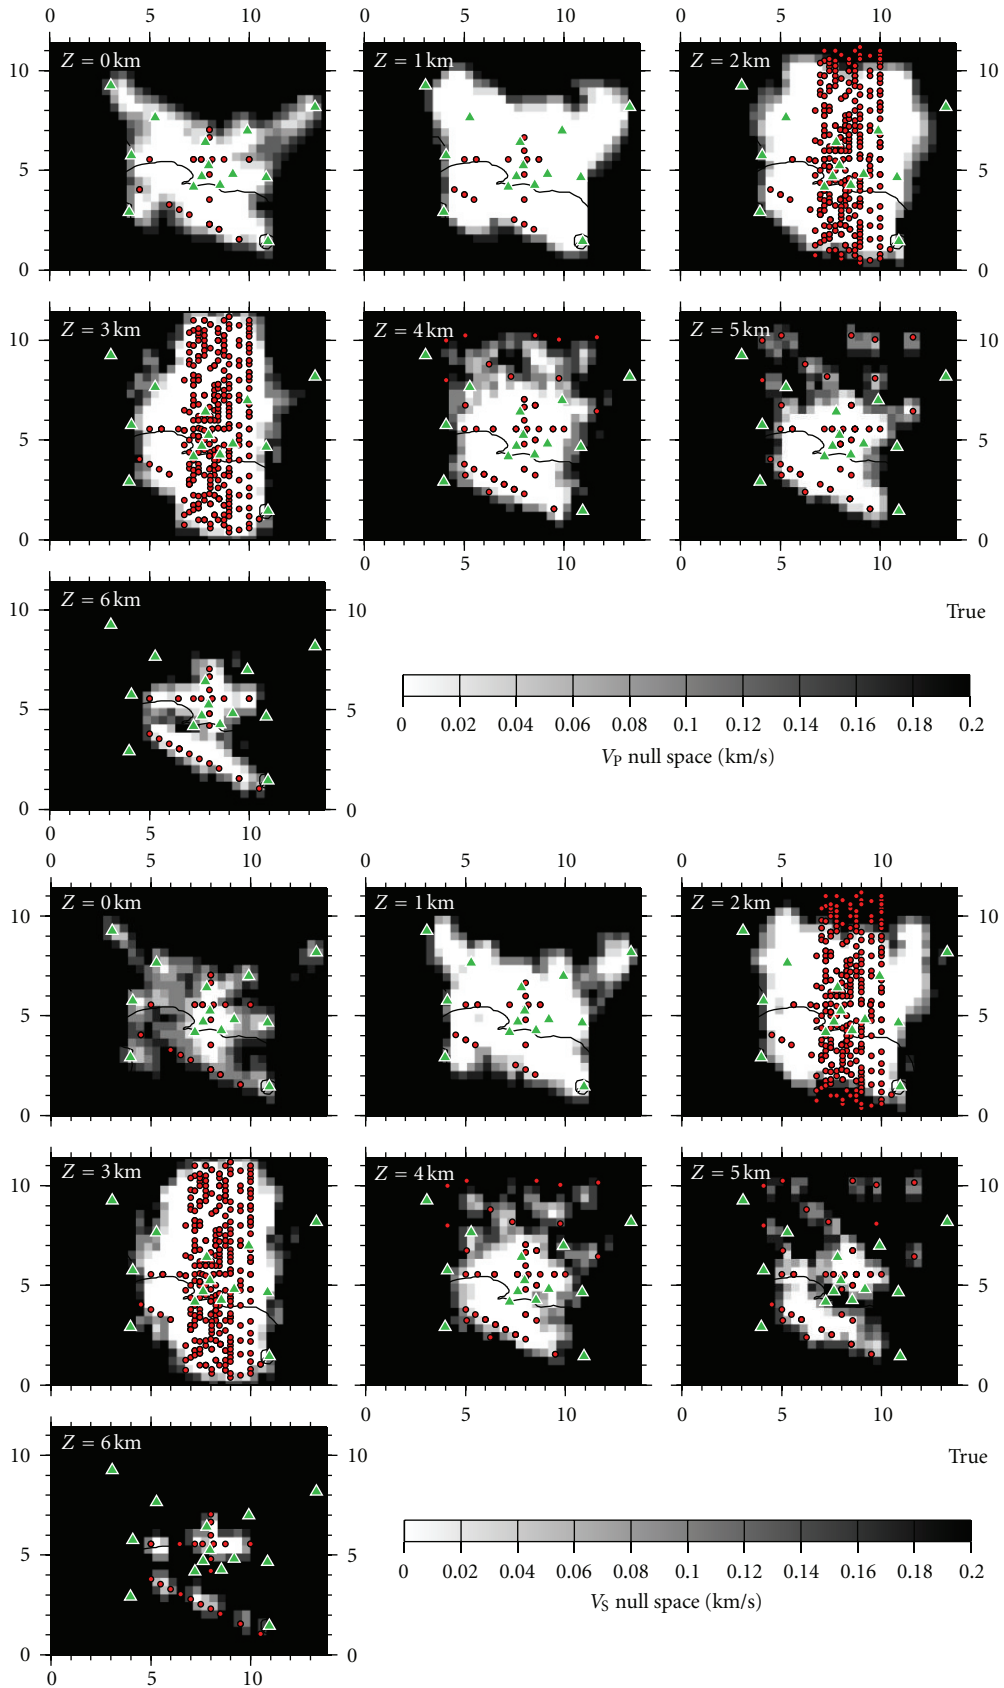 0 5 10 0 5 10 0 5 10
Z = 0 km Z = 1 km Z = 2 km
10 10
5 5
0 0
Z = 3 km Z = 4 km Z = 5 km
10 10
5 5
0 0
0 5 10 0 5 10
Z = 6 km
10 10
5 5
0 0
0 5 10
True
0 0.02 0.04 0.06 0.08 0.1 0.12 0.14 0.16 0.18 0.2
VP null space (km/s)
0 5 10 0 5 10 0 5 10
Z = 0 km Z = 1 km Z = 2 km
10 10
5 5
0 0
Z = 3 km Z = 4 km Z = 5 km
10 10
5 5
0 0
0 5 10 0 5 10
Z = 6 km
10 10
5 5
0 0
0 5 10
True
0 0.02 0.04 0.06 0.08 0.1 0.12 0.14 0.16 0.18 0.2
VS null space (km/s)